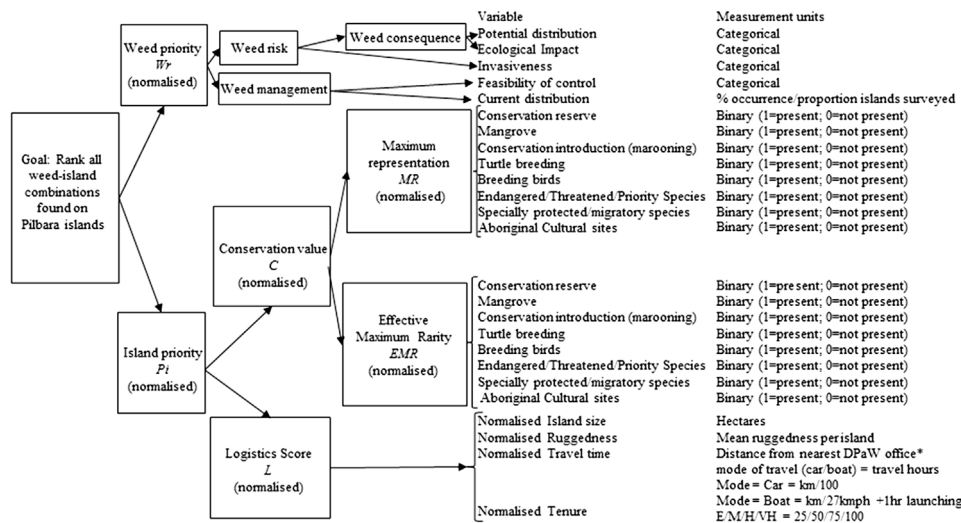 Variable Measurement units
Weed priority
Wr
(normalised)
Weed risk
Weed consequence
Weed management
Potential distribution Categorical
Ecological Impact Categorical
Invasiveness Categorical
Feasibility of control Categorical
Current distribution % occurrence/proportion islands surveyed
Goal: Rank all
weed-island
combinations
found on
Pilbara islands
Maximum
representation
MR
(normalised)
Conservation reserve Binary (1=present; 0=not present)
Mangrove Binary (1=present; 0=not present)
Conservation introduction (marooning) Binary (1=present; 0=not present)
Turtle breeding Binary (1=present; 0=not present)
Breeding birds Binary (1=present; 0=not present)
Endangered/Threatened/Priority Species Binary (1=present; 0=not present)
Specially protected/migratory species Binary (1=present; 0=not present)
Aboriginal Cultural sites Binary (1=present; 0=not present)
Conservation value
C
(normalised)
Island priority
Pi
(normalised)
Effective
Maximum Rarity
EMR
(normalised)
Conservation reserve Binary (1=present; 0=not present)
Mangrove Binary (1=present; 0=not present)
Conservation introduction (marooning) Binary (1=present; 0=not present)
Turtle breeding Binary (1=present; 0=not present)
Breeding birds Binary (1=present; 0=not present)
Endangered/Threatened/Priority Species Binary (1=present; 0=not present)
Specially protected/migratory species Binary (1=present; 0=not present)
Aboriginal Cultural sites Binary (1=present; 0=not present)
Logistics Score
L
(normalised)
Normalised Island size Hectares
Normalised Ruggedness Mean ruggedness per island
Normalised Travel time Distance from nearest DPaW office*
mode of travel (car/boat) = travel hours
Mode = Car = km/100
Mode = Boat = km/27kmph +1hr launching
Normalised Tenure E/M/H/VH = 25/50/75/100